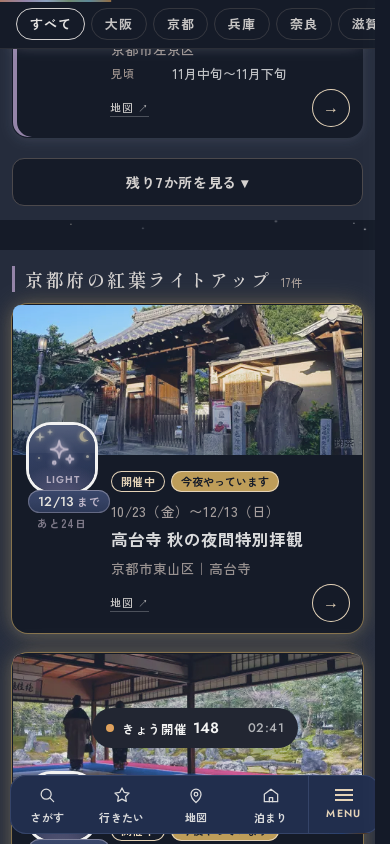 すべて
大阪
京都
兵庫
奈良
滋賀
京都市左京区
見頃 11月中旬〜11月下旬
地図 ↗
→
残り7か所を見る ▾
京都府の紅葉ライトアップ 17件
LIGHT
12/13 まで
あと24日
開催中
今夜やっています
10/23（金）〜12/13（日）
高台寺 秋の夜間特別拝観
京都市東山区｜高台寺
地図 ↗
→
きょう開催 148 02:41
さがす
行きたい
地図
泊まり
MENU